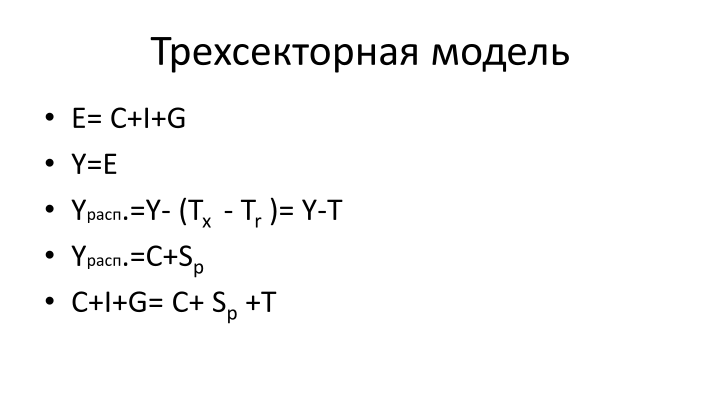 Трехсекторная модель
• E= C+I+G
• Y=E
• Yрасп.=Y- (Tx - Tr )= Y-T
• Yрасп.=C+Sp
• C+I+G= C+ Sp +T